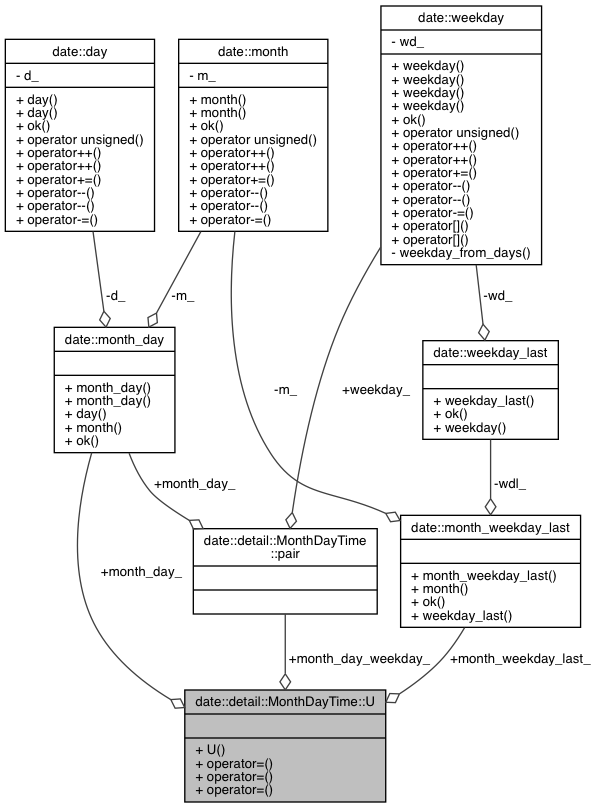 date::weekday
- wd_
+ weekday()
+ weekday()
+ weekday()
+ weekday()
+ ok()
+ operator unsigned()
+ operator++()
+ operator++()
+ operator+=()
+ operator--()
+ operator--()
+ operator-=()
+ operator[]()
+ operator[]()
- weekday_from_days()
date::day
- d_
+ day()
+ day()
+ ok()
+ operator unsigned()
+ operator++()
+ operator++()
+ operator+=()
+ operator--()
+ operator--()
+ operator-=()
date::month
- m_
+ month()
+ month()
+ ok()
+ operator unsigned()
+ operator++()
+ operator++()
+ operator+=()
+ operator--()
+ operator--()
+ operator-=()
-d_
-m_
-wd_
date::month_day
+ month_day()
+ month_day()
+ day()
+ month()
+ ok()
date::weekday_last
+ weekday_last()
+ ok()
+ weekday()
-m_
+weekday_
-wdl_
+month_day_
date::detail::MonthDayTime
::pair
date::month_weekday_last
+ month_weekday_last()
+ month()
+ ok()
+ weekday_last()
+month_day_
+month_day_weekday_
+month_weekday_last_
date::detail::MonthDayTime::U
+ U()
+ operator=()
+ operator=()
+ operator=()